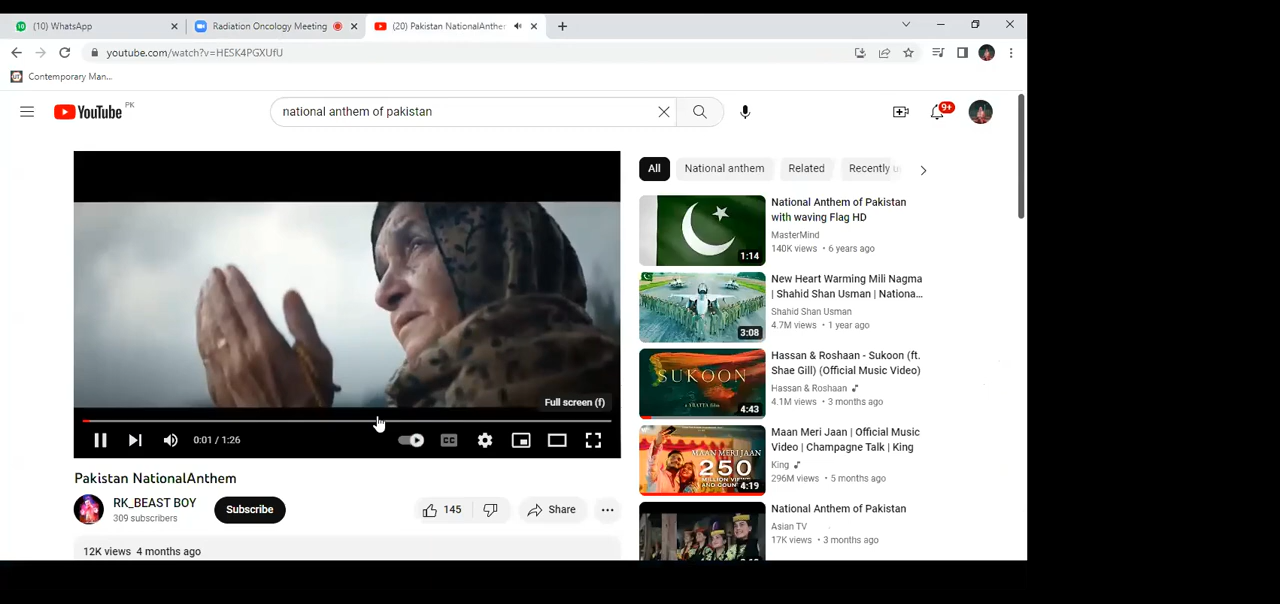 (10) WhatsApp
Radiation Oncology Meeting
(20) Pakistan NationalAnthe
youtube.com/watch?v=HESK4PGXUfU
Contemporary Man...
YouTube PK
national anthem of pakistan
9+
All
National anthem
Related
Recently u
Full screen (f)
0:01 / 1:26
CC
Pakistan NationalAnthem
RK_BEAST BOY
309 subscribers
Subscribe
145
Share
12K views 4 months ago
1:14
National Anthem of Pakistan
with waving Flag HD
MasterMind
140K views • 6 years ago
3:08
New Heart Warming Mili Nagma
| Shahid Shan Usman | Nationa...
Shahid Shan Usman
4.7M views • 1 year ago
SUKOON
4:43
Hassan & Roshaan - Sukoon (ft.
Shae Gill) (Official Music Video)
Hassan & Roshaan
4.1M views • 3 months ago
MAAN MERI JAAN
250
4:19
Maan Meri Jaan | Official Music
Video | Champagne Talk | King
King
296M views • 5 months ago
National Anthem of Pakistan
Asian TV
17K views • 3 months ago